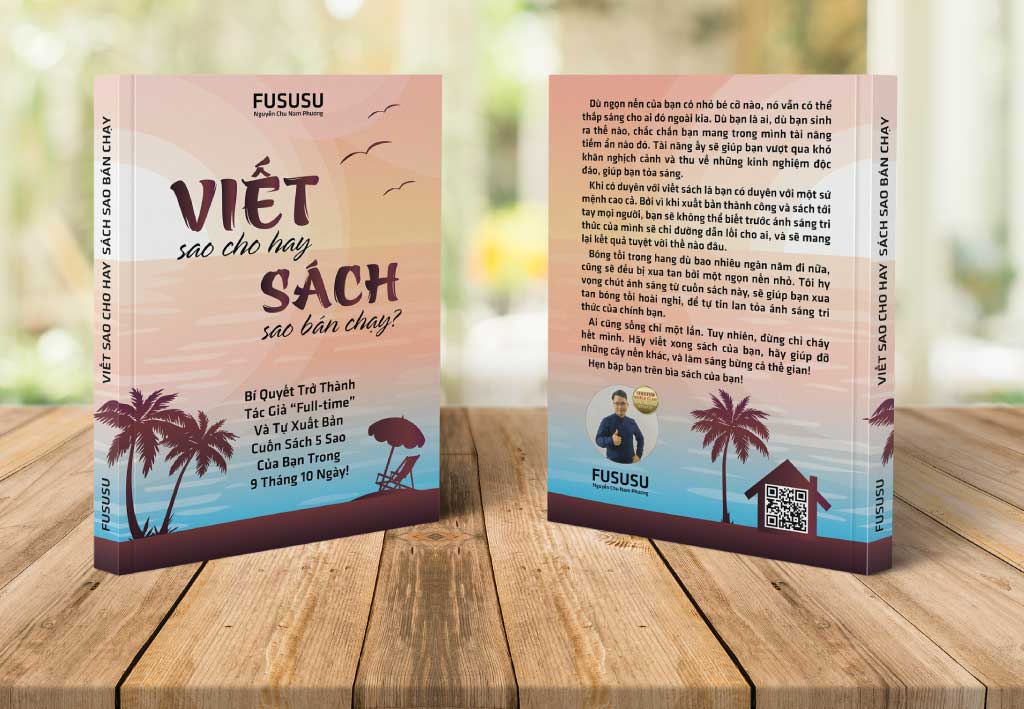 VIẾT SAO CHO HAY SÁCH SAO BÁN CHẠY
FUSUSU
FUSUSU
Nguyễn Chu Nam Phương
VIẾT
sao cho hay
SÁCH
sao bán chạy?
Bí Quyết Trở Thành
Tác Giả “Full-time”
Và Tự Xuất Bản
Cuốn Sách 5 Sao
Của Bạn Trong
9 Tháng 10 Ngày!
Dù ngọn nến của bạn có nhỏ bé cỡ nào, nó vẫn có thể
thắp sáng cho ai đó ngoài kia. Dù bạn là ai, dù bạn sinh
ra thế nào, chắc chắn bạn mang trong mình tài năng
tiềm ẩn nào đó. Tài năng ấy sẽ giúp bạn vượt qua khó
khăn nghịch cảnh và thu về những kinh nghiệm độc
đáo, giúp bạn tỏa sáng.
Khi có duyên với viết sách là bạn có duyên với một sứ
mệnh cao cả. Bởi vì khi xuất bản thành công và sách tới
tay mọi người, bạn sẽ không thể biết trước ánh sáng tri
thức của mình sẽ chỉ đường dẫn lối cho ai, và sẽ mang
lại kết quả tuyệt vời thế nào đâu.
Bóng tối trong hang dù bao nhiêu ngàn năm đi nữa,
cũng sẽ đều bị xua tan bởi một ngọn nến nhỏ. Tôi hy
vọng chút ánh sáng từ cuốn sách này, sẽ giúp bạn xua
tan bóng tối hoài nghi, để tự tin lan tỏa ánh sáng tri
thức của chính bạn.
Ai cũng sống chỉ một lần. Tuy nhiên, đừng chỉ cháy
hết mình. Hãy viết xong sách của bạn, hãy giúp đỡ
những cây nến khác, và làm sáng bừng cả thế gian!
Hẹn bập bạn trên bìa sách của bạn!
FUSUSU
Nguyễn Chu Nam Phương
VIẾT SAO CHO HAY SÁCH SAO BÁN CHẠY
FUSUSU